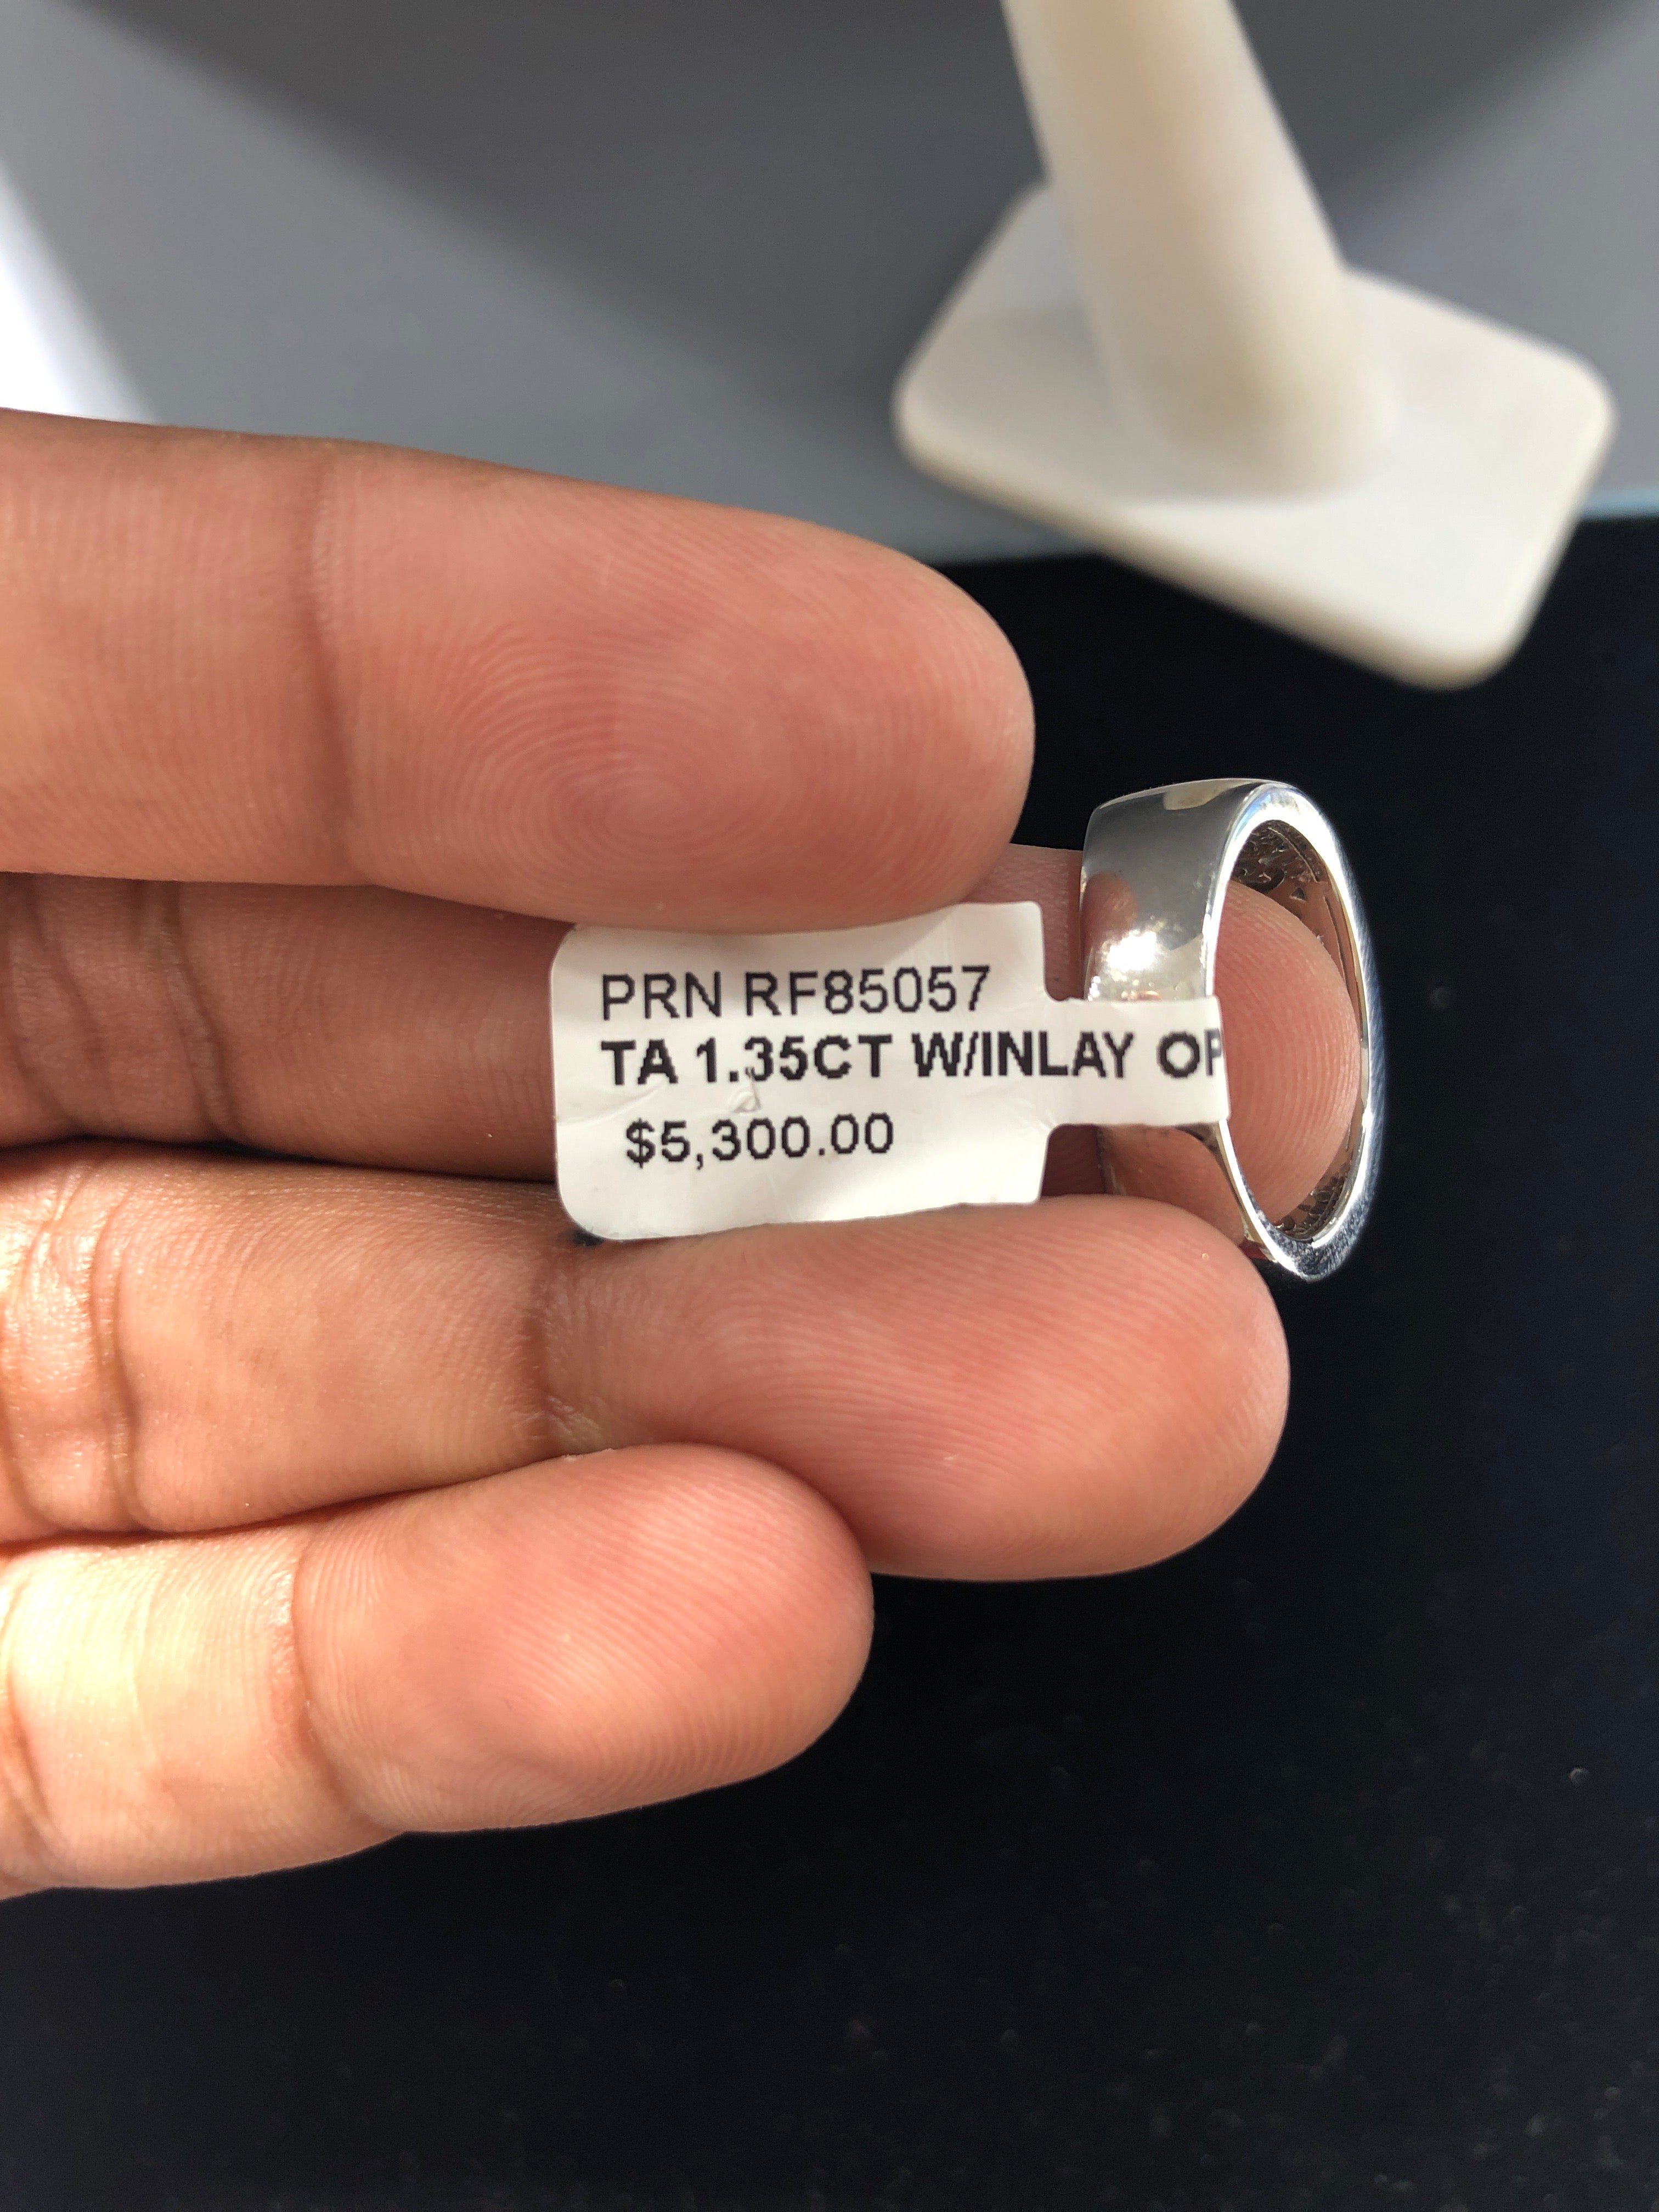 PRN RF85057
TA 1.35CT W/INLAY OP
$5,300.00